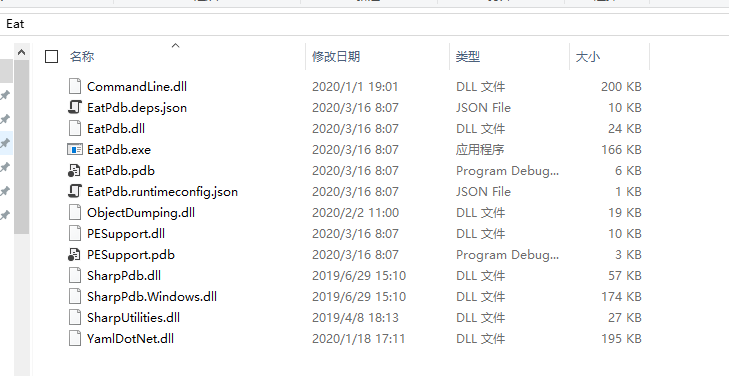 Eat
名称 修改日期 类型 大小
CommandLine.dll 2020/1/1 19:01 DLL 文件 200 KB
EatPdb.deps.json 2020/3/16 8:07 JSON File 10 KB
EatPdb.dll 2020/3/16 8:07 DLL 文件 24 KB
EatPdb.exe 2020/3/16 8:07 应用程序 166 KB
EatPdb.pdb 2020/3/16 8:07 Program Debug... 6 KB
EatPdb.runtimeconfig.json 2020/3/16 8:07 JSON File 1 KB
ObjectDumping.dll 2020/2/2 11:00 DLL 文件 19 KB
PESupport.dll 2020/3/16 8:07 DLL 文件 10 KB
PESupport.pdb 2020/3/16 8:07 Program Debug... 3 KB
SharpPdb.dll 2019/6/29 15:10 DLL 文件 57 KB
SharpPdb.Windows.dll 2019/6/29 15:10 DLL 文件 174 KB
SharpUtilities.dll 2019/4/8 18:13 DLL 文件 27 KB
YamlDotNet.dll 2020/1/18 17:11 DLL 文件 195 KB